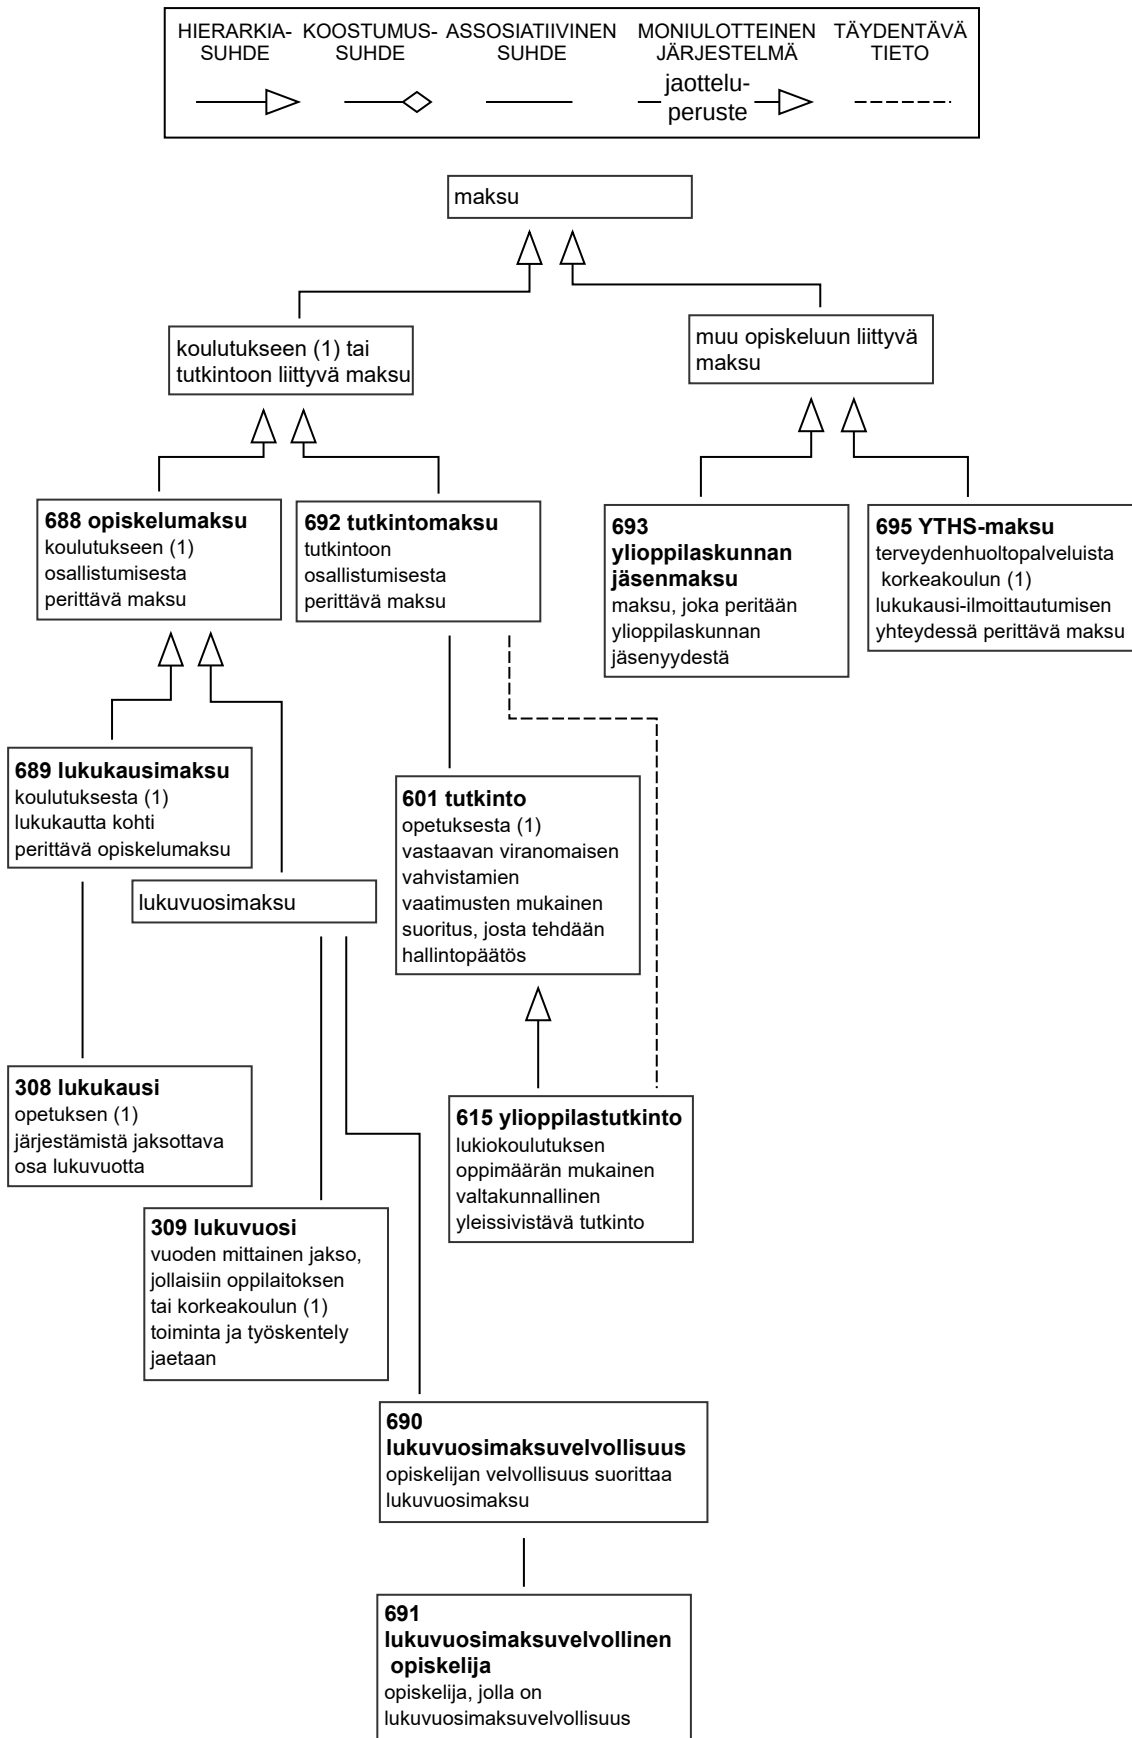 HIERARKIA-
SUHDE
KOOSTUMUS-
SUHDE
ASSOSIATIIVINEN
SUHDE
MONIULOTTEINEN
JÄRJESTELMÄ
TÄYDENTÄVÄ
TIETO
jaottelu-
peruste
maksu
koulutukseen (1) tai
tutkintoon liittyvä maksu
muu opiskeluun liittyvä
maksu
688 opiskelumaksu
koulutukseen (1)
osallistumisesta
perittävä maksu
692 tutkintomaksu
tutkintoon
osallistumisesta
perittävä maksu
693
ylioppilaskunnan
jäsenmaksu
maksu, joka peritään
ylioppilaskunnan
jäsenyydestä
695 YTHS-maksu
terveydenhuoltopalveluista
korkeakoulun (1)
lukukausi-ilmoittautumisen
yhteydessä perittävä maksu
689 lukukausimaksu
koulutuksesta (1)
lukukautta kohti
perittävä opiskelumaksu
lukuvuosimaksu
601 tutkinto
opetuksesta (1)
vastaavan viranomaisen
vahvistamien
vaatimusten mukainen
suoritus, josta tehdään
hallintopäätös
308 lukukausi
opetuksen (1)
järjestämistä jaksottava
osa lukuvuotta
615 ylioppilastutkinto
lukiokoulutuksen
oppimäärän mukainen
valtakunnallinen
yleissivistävä tutkinto
309 lukuvuosi
vuoden mittainen jakso,
jollaisiin oppilaitoksen
tai korkeakoulun (1)
toiminta ja työskentely
jaetaan
690
lukuvuosimaksuvelvollisuus
opiskelijan velvollisuus suorittaa
lukuvuosimaksu
691
lukuvuosimaksuvelvollinen
opiskelija
opiskelija, jolla on
lukuvuosimaksuvelvollisuus